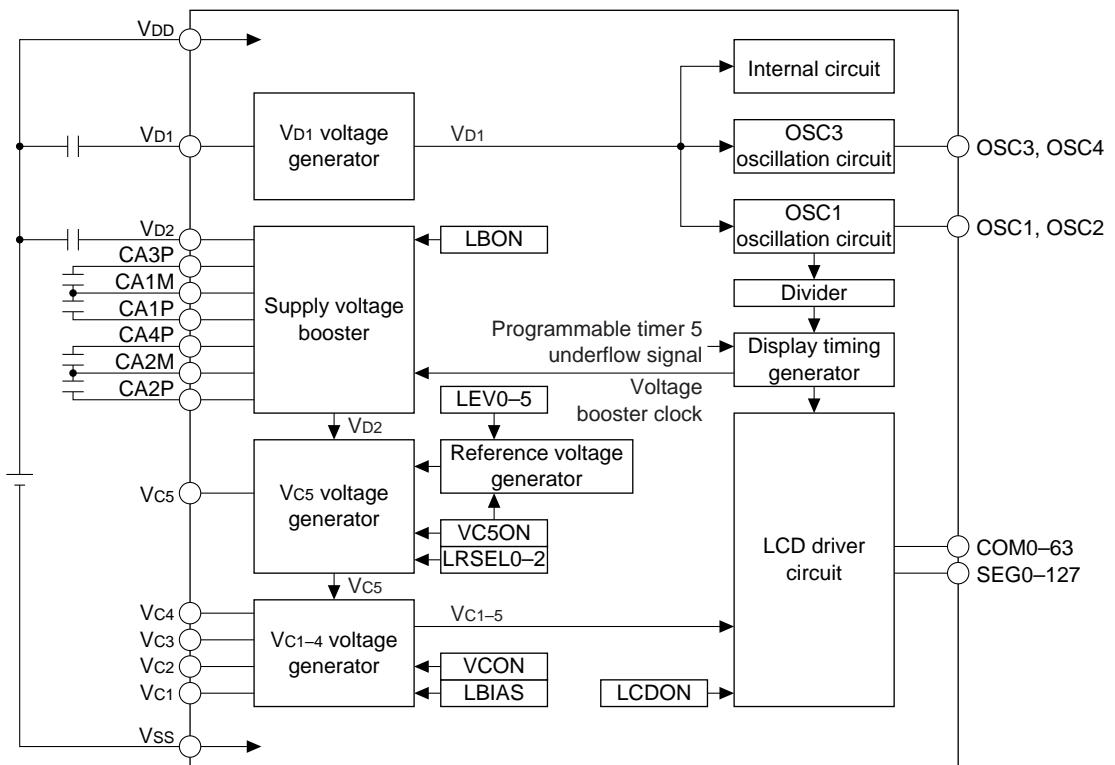 VDD
Internal circuit
VD1
VD1 voltage
generator
VD1
OSC3
oscillation circuit
OSC3, OSC4
OSC1
oscillation circuit
OSC1, OSC2
VD2
CA3P
CA1M
CA1P
CA4P
CA2M
CA2P
Supply voltage
booster
LBON
Divider
Programmable timer 5
underflow signal
Display timing
generator
Voltage
booster clock
LEV0–5
VD2
Reference voltage
generator
VC5
VC5 voltage
generator
VC5ON
LRSEL0–2
LCD driver
circuit
COM0–63
SEG0–127
VC5
VC4
VC3
VC2
VC1
VC1–4 voltage
generator
VC1–5
VCON
LBIAS
LCDON
VSS